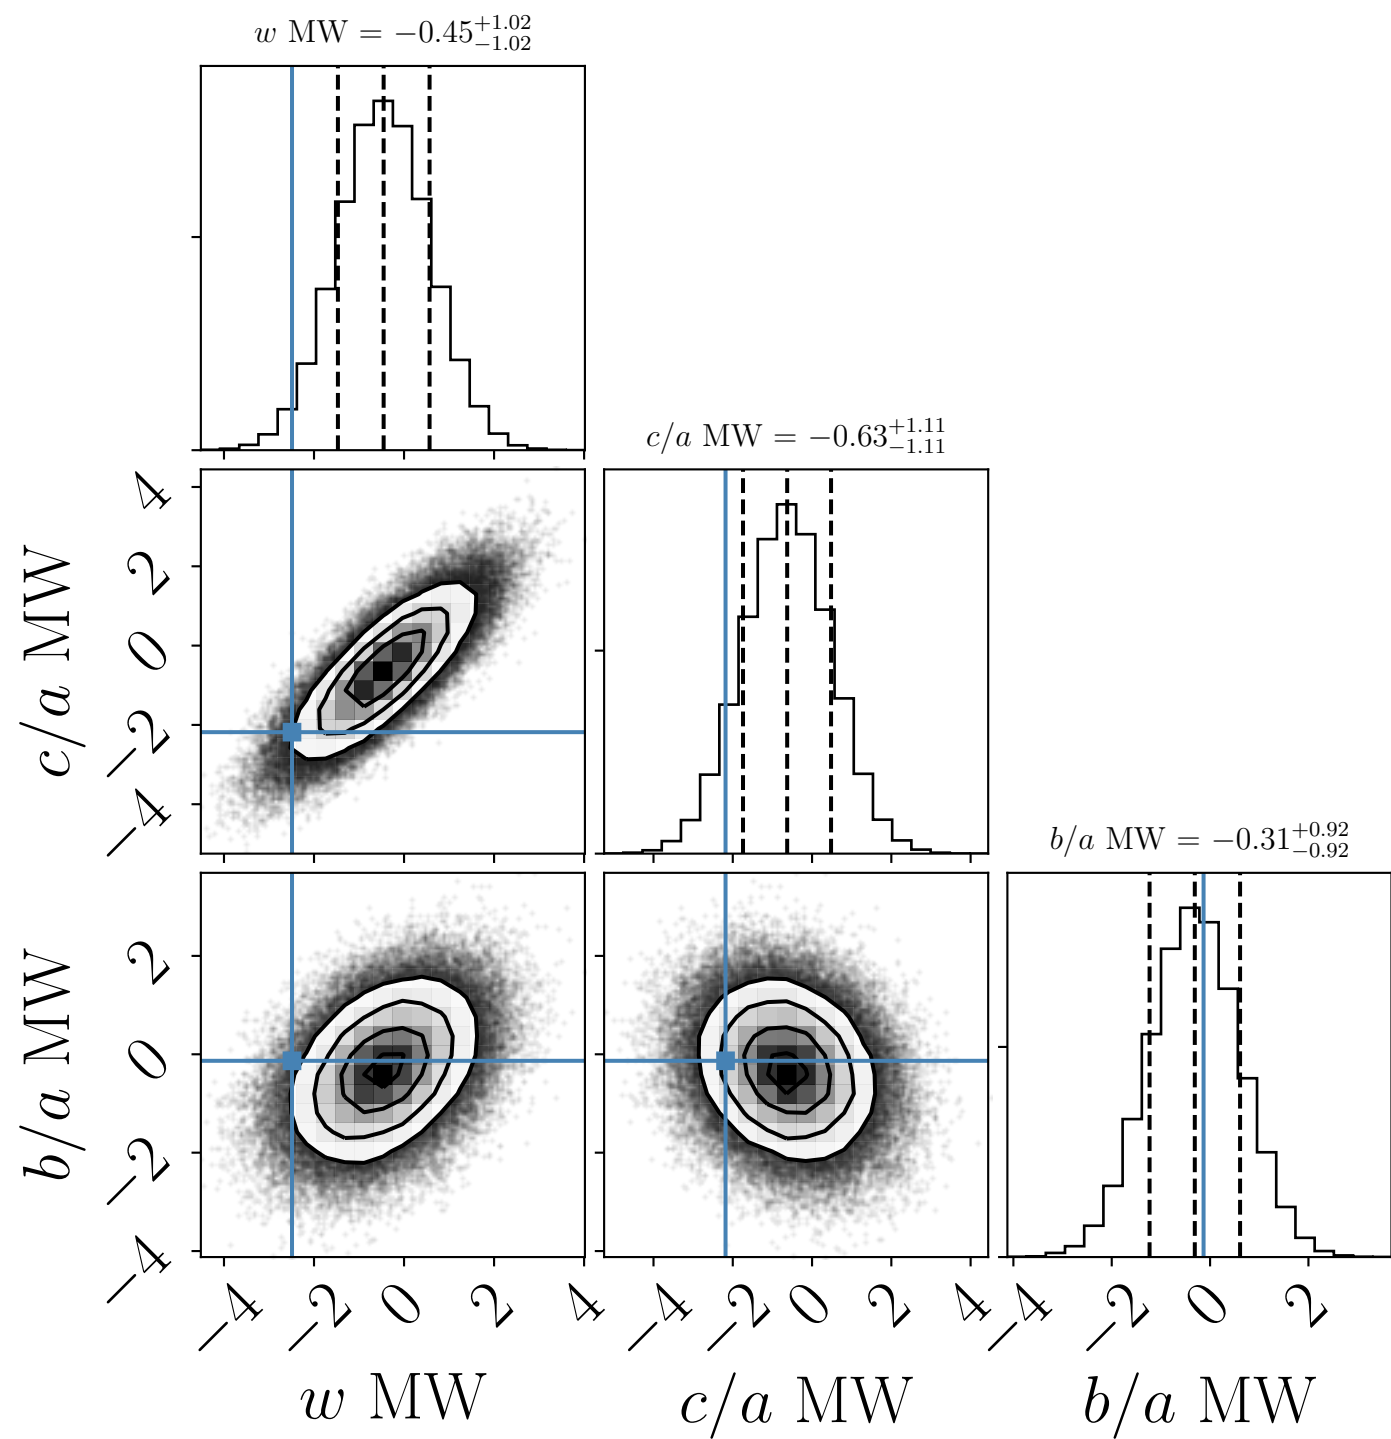 w MW = −0.45+1.02−1.02
c/a MW = −0.63+1.11−1.11
b/a MW = −0.31+0.92−0.92
c/a MW
4
2
0
−2
−4
b/a MW
2
0
−2
−4
−4 −2 0 2 4 −4 −2 0 2 4 −4 −2 0 2
w MW c/a MW b/a MW